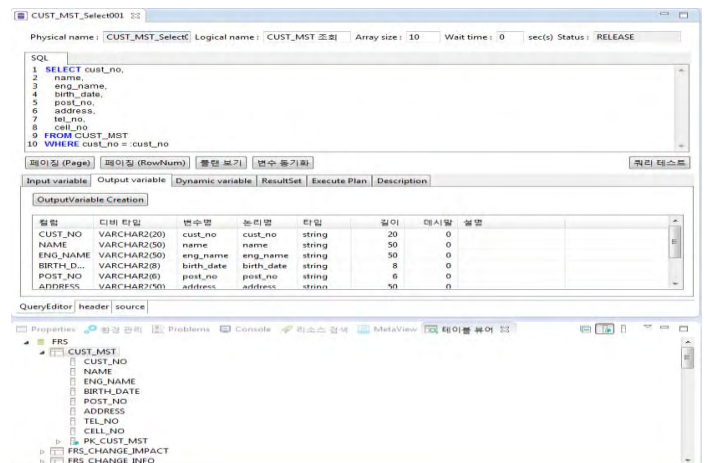 CUST_MST_Select001
Physical name : CUST_MST_Select( Logical name : CUST_MST 조회 Array size : 10 Wait time : 0 sec(s) Status : RELEASE
SQL
1 SELECT cust_no,
2 name,
3 eng_name,
4 birth_date,
5 post_no,
6 address,
7 tel_no,
8 cell_no
9 FROM CUST_MST
10 WHERE cust_no = :cust_no
페이징 (Page) 페이징 (RowNum) 플랜 보기 변수 동기화 쿼리 테스트
Input variable Output variable Dynamic variable ResultSet Execute Plan Description
OutputVariable Creation
컬럼 디비 타입 변수명 논리명 타입 길이 데시말 설명
CUST_NO VARCHAR2(20) cust_no cust_no string 20 0
NAME VARCHAR2(50) name name string 50 0
ENG_NAME VARCHAR2(50) eng_name eng_name string 50 0
BIRTH_D... VARCHAR2(8) birth_date birth_date string 8 0
POST_NO VARCHAR2(6) post_no post_no string 6 0
ADDRESS VARCHAR2(50) address address string 50 0
QueryEditor header source
Properties 환경 관리 Problems Console 리소스 검색 MetaView 테이블 뷰어
FRS
CUST_MST
CUST_NO
NAME
ENG_NAME
BIRTH_DATE
POST_NO
ADDRESS
TEL_NO
CELL_NO
PK_CUST_MST
FRS_CHANGE_IMPACT
FRS_CHANGE_INFO